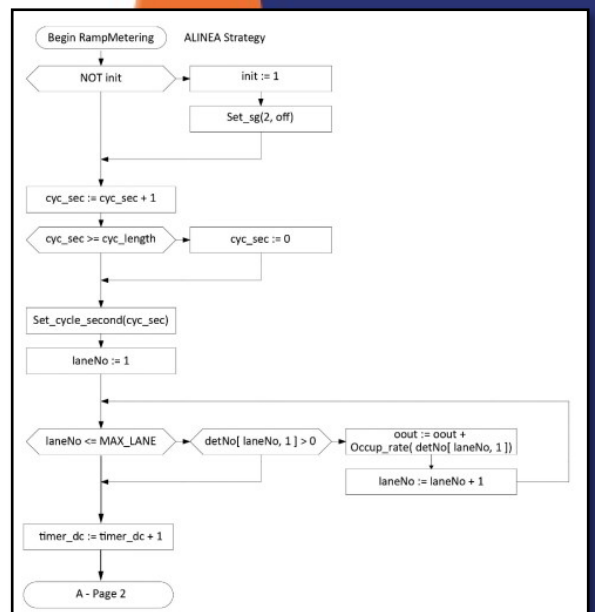 Begin RampMetering
ALINEA Strategy
NOT init
init := 1
Set_sg(2, off)
cyc_sec := cyc_sec + 1
cyc_sec >= cyc_length
cyc_sec := 0
Set_cycle_second(cyc_sec)
laneNo := 1
laneNo <= MAX_LANE
detNo[ laneNo, 1 ] > 0
oout := oout +
Occup_rate( detNo[ laneNo, 1 ])
laneNo := laneNo + 1
timer_dc := timer_dc + 1
A - Page 2